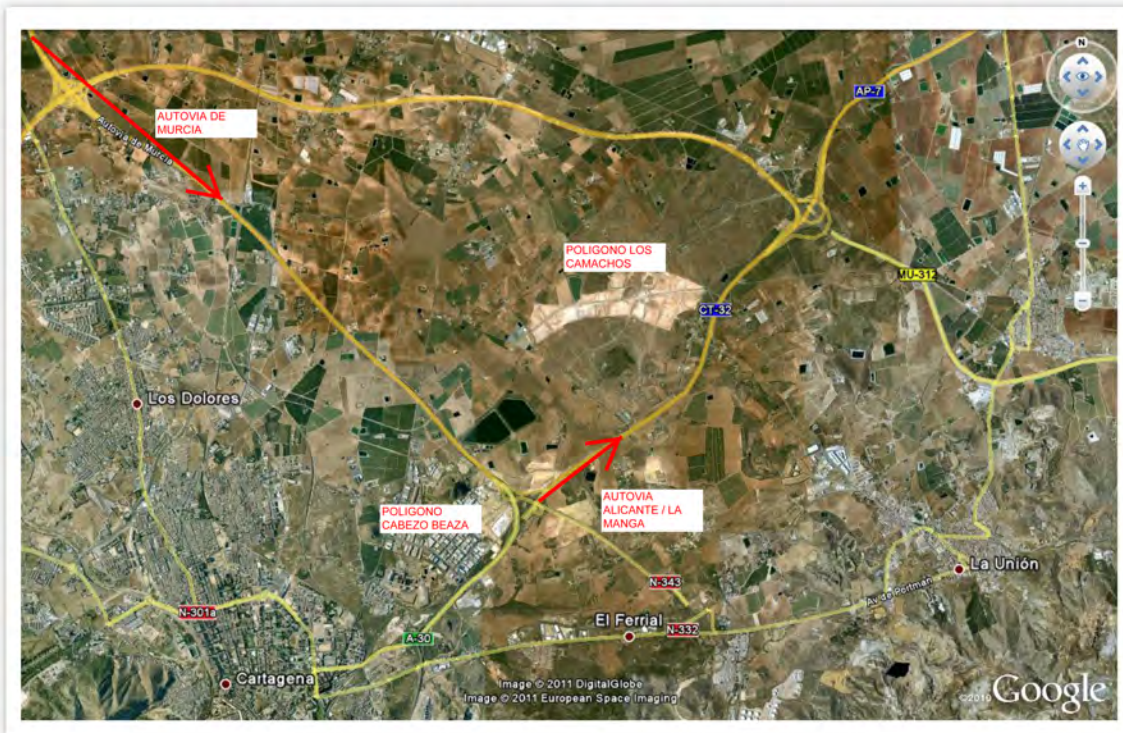 N
AP-7
AUTOVIA DE
MURCIA
Autovia de Murcia
POLIGONO LOS
CAMACHOS
MU-312
CT-32
Los Dolores
POLIGONO
CABEZO BEAZA
AUTOVIA
ALICANTE / LA
MANGA
La Unión
N-343
Av de Portman
N-301a
El Ferrial
N-332
A-30
Cartagena
Image © 2011 DigitalGlobe
Image © 2011 European Space Imaging
©2010 Google